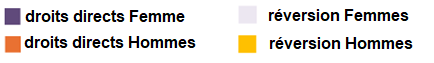 droits directs Femme
réversion Femmes
droits directs Hommes
réversion Hommes